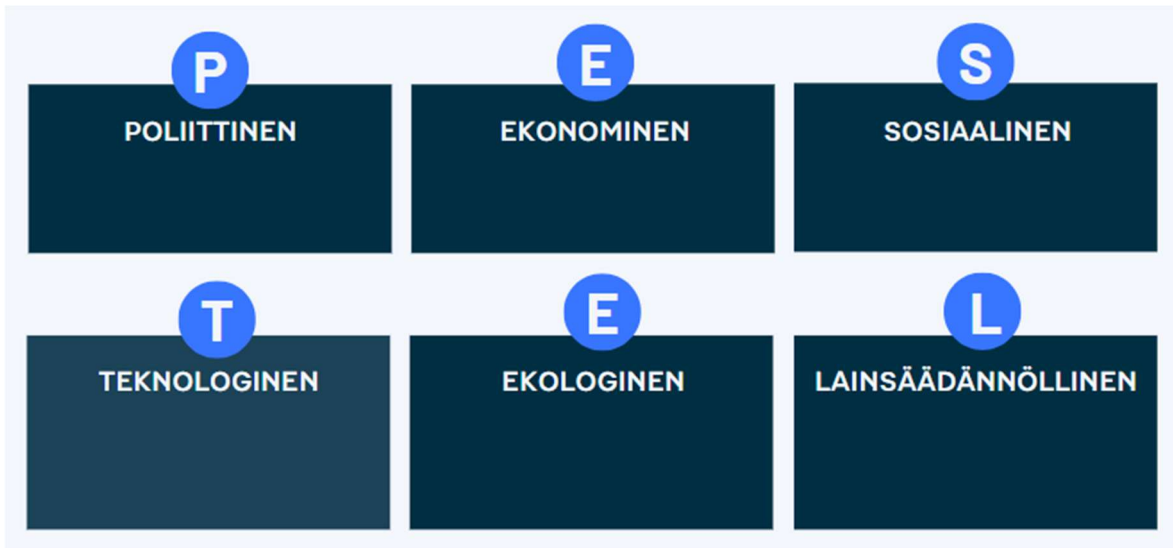 P
POLIITTINEN
E
EKONOMINEN
S
SOSIAALINEN
T
TEKNOLOGINEN
E
EKOLOGINEN
L
LAINSÄÄDÄNNÖLLINEN